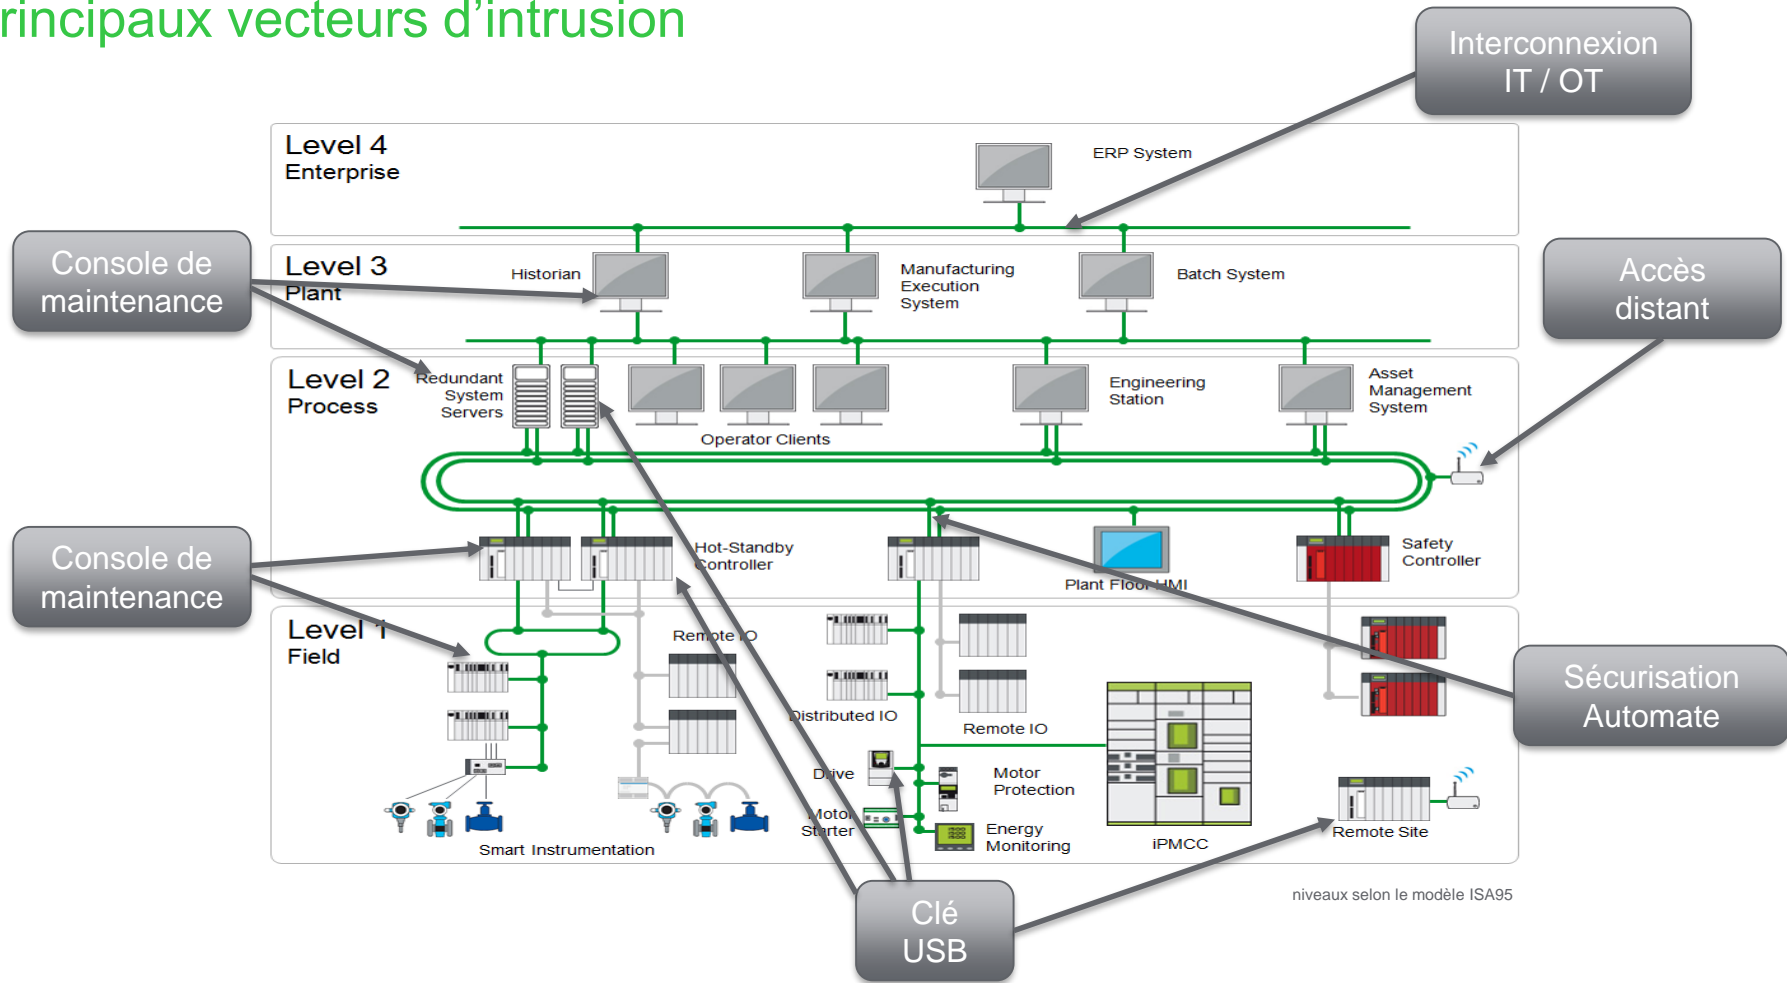 rincipaux vecteurs d’intrusion
Interconnexion
IT / OT
Level 4
Enterprise
ERP System
Console de
maintenance
Level 3
Plant
Historian
Manufacturing
Execution
System
Batch System
Accès
distant
Level 2
Process
Redundant
System
Servers
Operator Clients
Engineering
Station
Asset
Management
System
Console de
maintenance
Hot-Standby
Controller
Plant Floor HMI
Safety
Controller
Level 1
Field
Remote IO
Distributed IO
Remote IO
Sécurisation
Automate
Drive
Motor
Protection
Motor
Starter
Energy
Monitoring
iPMCC
Remote Site
Smart Instrumentation
niveaux selon le modèle ISA95
Clé
USB